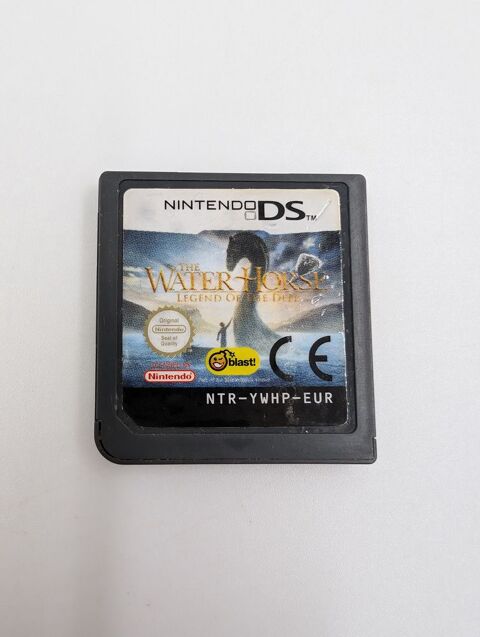 NINTENDO DS™
THE
WATER HORSE
LEGEND OF THE DEEP
Original
Nintendo
Seal of
Quality
Nintendo
blast!
CE
NTR-YWHP-EUR